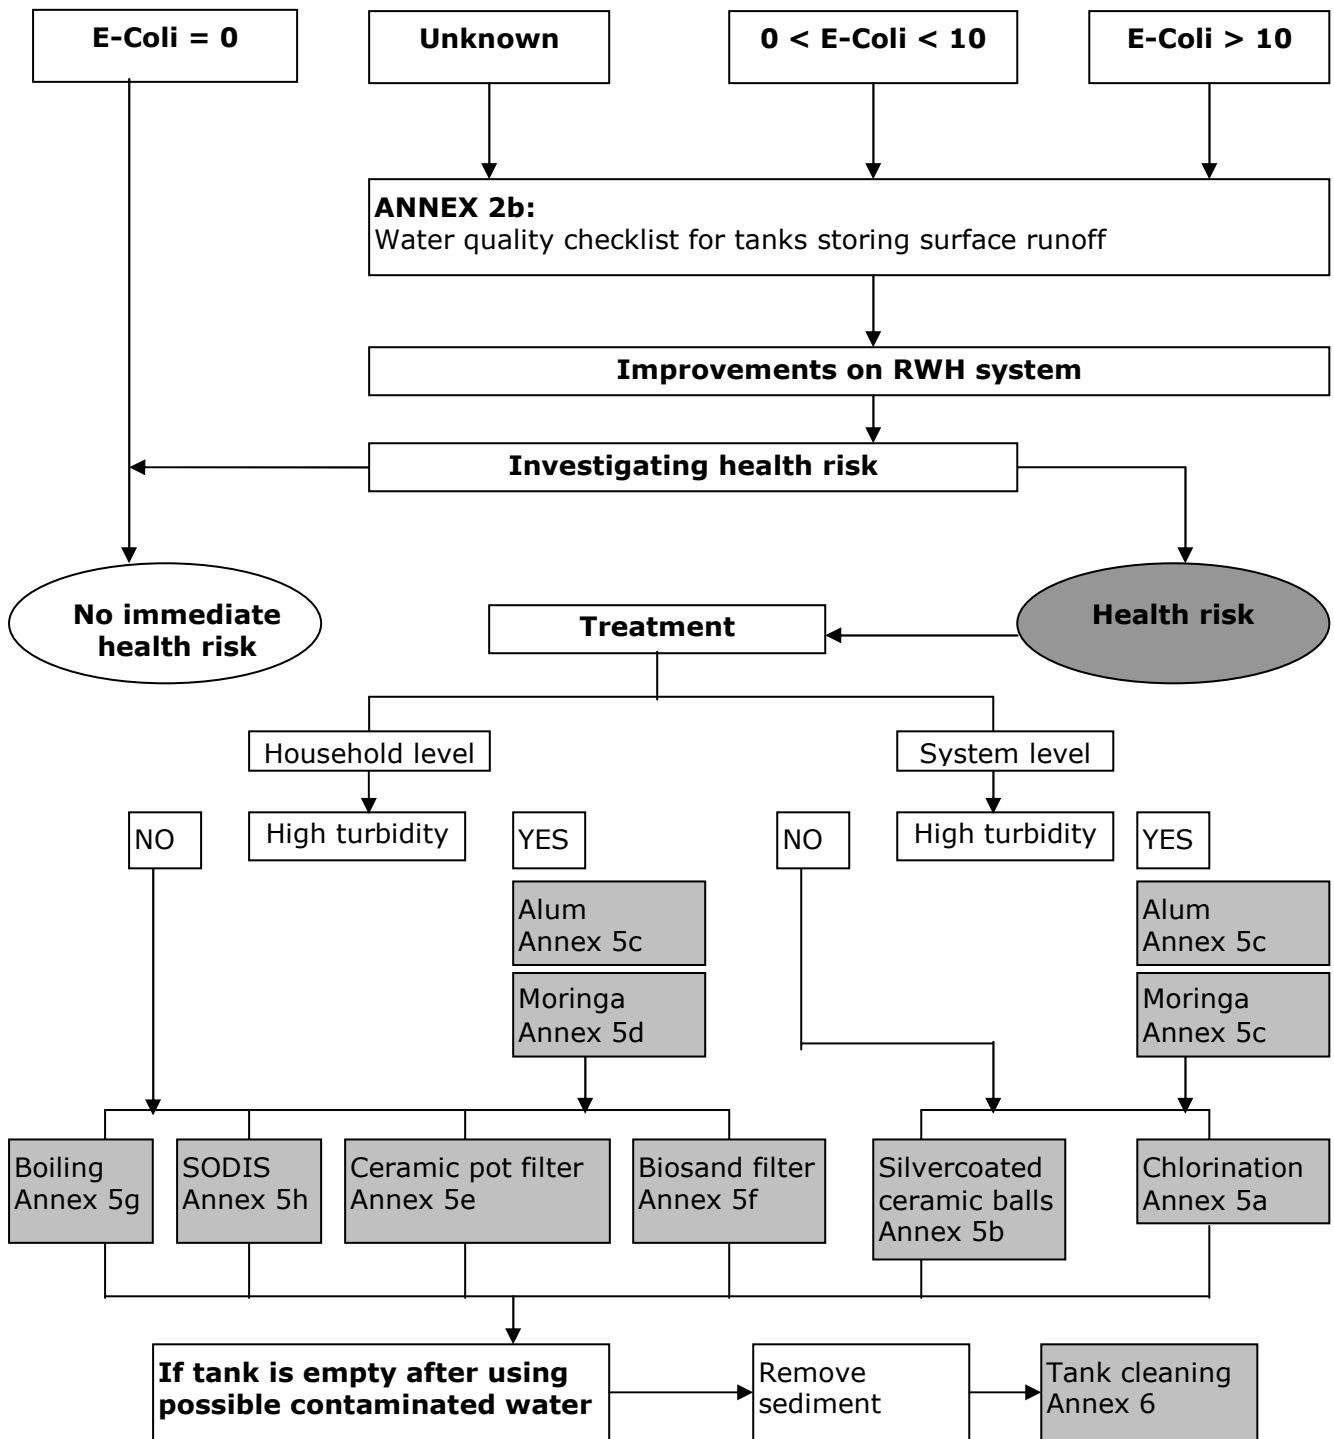 E-Coli = 0
Unknown
0 < E-Coli < 10
E-Coli > 10
ANNEX 2b:
Water quality checklist for tanks storing surface runoff
Improvements on RWH system
Investigating health risk
No immediate
health risk
Treatment
Health risk
Household level
System level
NO
High turbidity
YES
NO
High turbidity
YES
Alum
Annex 5c
Moringa
Annex 5d
Alum
Annex 5c
Moringa
Annex 5c
Boiling
Annex 5g
SODIS
Annex 5h
Ceramic pot filter
Annex 5e
Biosand filter
Annex 5f
Silvercoated
ceramic balls
Annex 5b
Chlorination
Annex 5a
If tank is empty after using
possible contaminated water
Remove
sediment
Tank cleaning
Annex 6